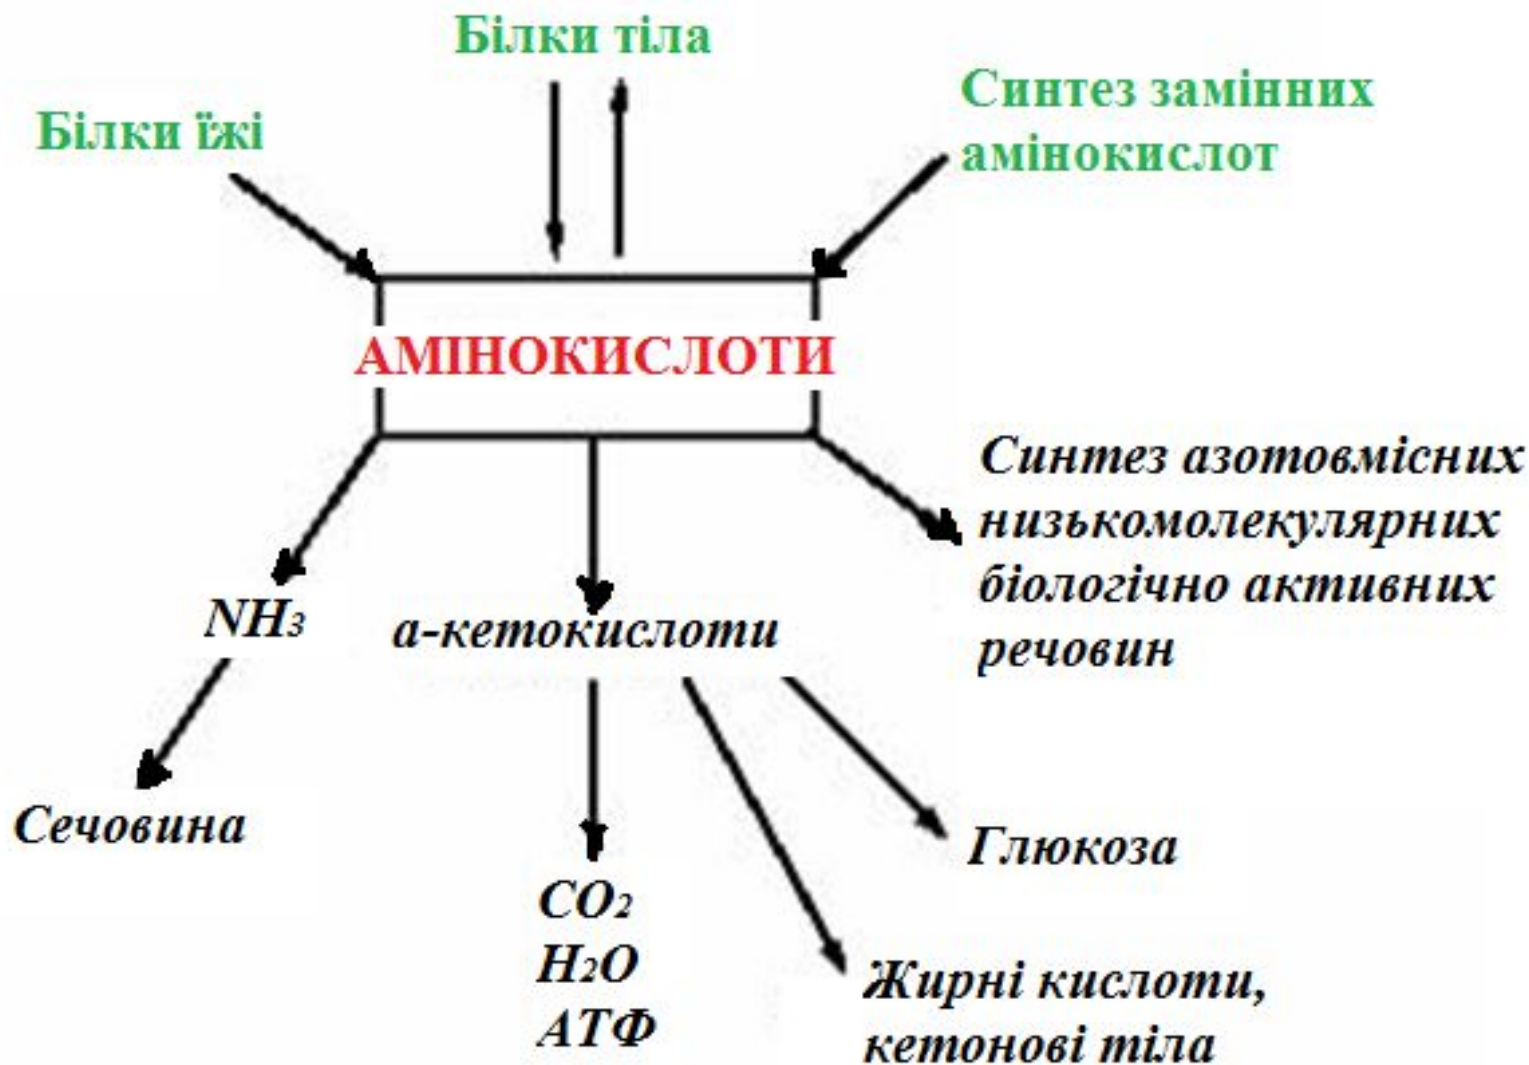 Білки тіла
Білки їжі
Синтез замінних
амінокислот
АМІНОКИСЛОТИ
Синтез азотовмісних
низькомолекулярних
біологічно активних
речовин
NH3
а-кетокислоти
Сечовина
Глюкоза
CO2
H2O
АТФ
Жирні кислоти,
кетонові тіла